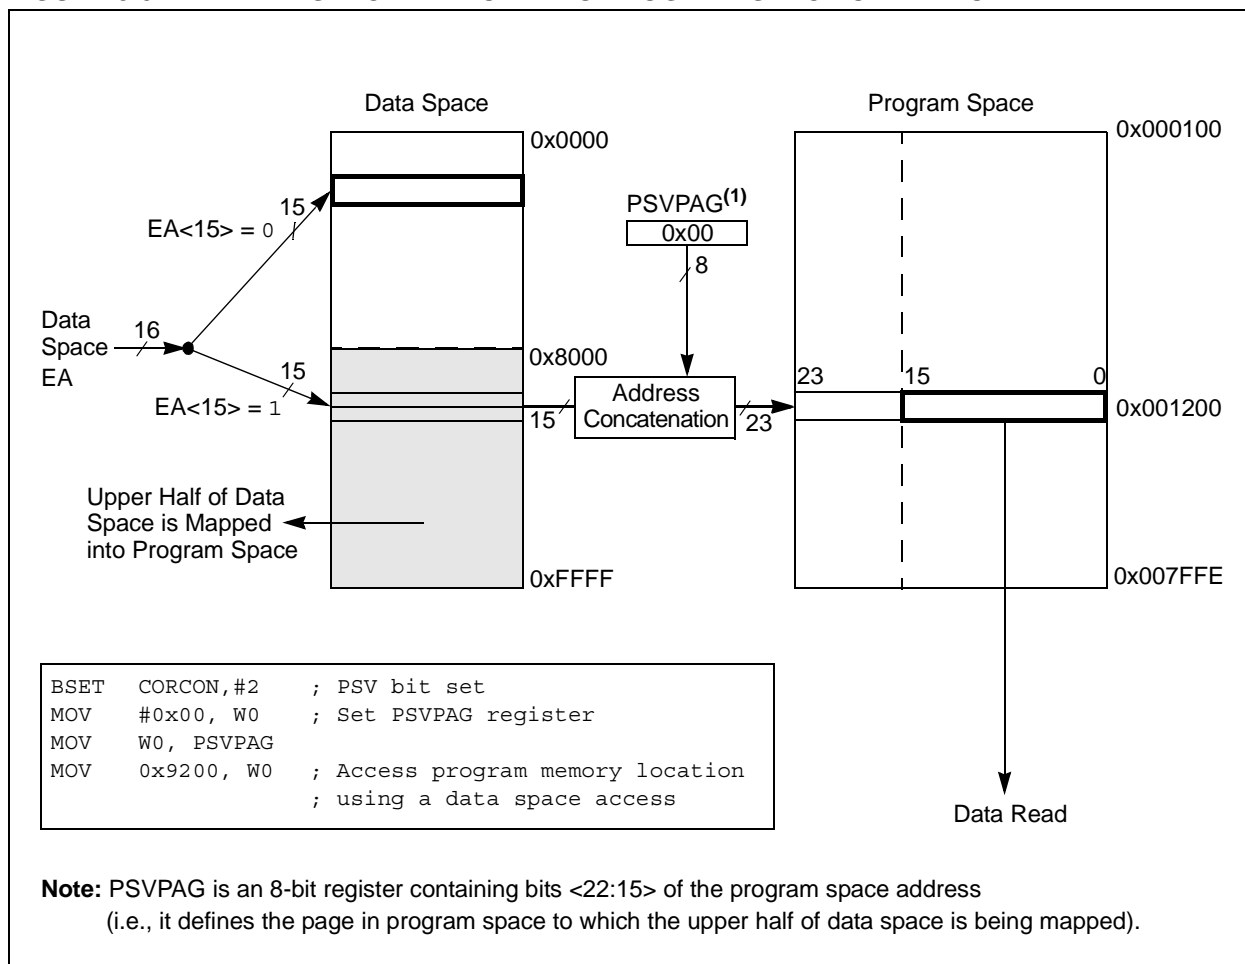 Data Space
Program Space
0x0000
0x000100
15
EA<15> = 0
PSVPAG(1)
0x00
8
Data
Space
EA
16
0x8000
15
EA<15> = 1
15
Address
Concatenation
23
23
15
0
0x001200
Upper Half of Data
Space is Mapped
into Program Space
0xFFFF
0x007FFE
BSET CORCON,#2 ; PSV bit set
MOV #0x00, W0 ; Set PSVPAG register
MOV W0, PSVPAG
MOV 0x9200, W0 ; Access program memory location
; using a data space access
Data Read
Note: PSVPAG is an 8-bit register containing bits <22:15> of the program space address
(i.e., it defines the page in program space to which the upper half of data space is being mapped).